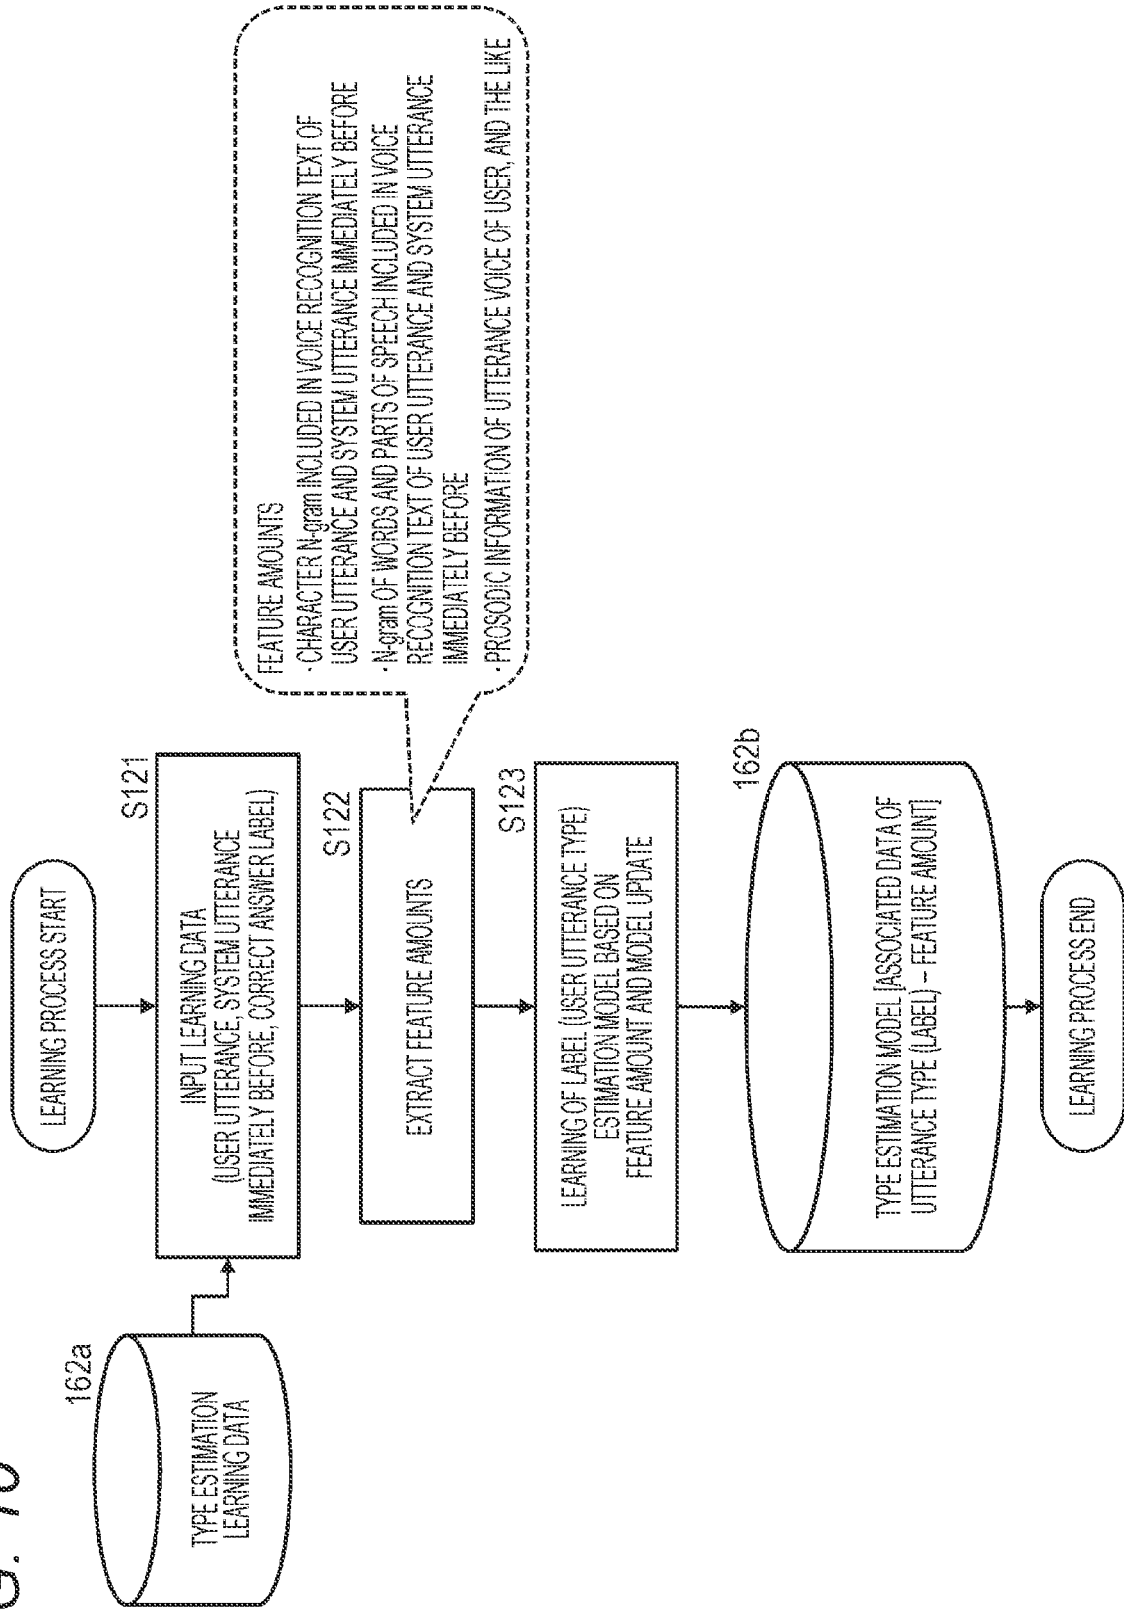 LEARNING PROCESS START
162a
TYPE ESTIMATION
LEARNING DATA
S121
INPUT LEARNING DATA
(USER UTTERANCE, SYSTEM UTTERANCE
IMMEDIATELY BEFORE, CORRECT ANSWER LABEL)
S122
EXTRACT FEATURE AMOUNTS
FEATURE AMOUNTS
· CHARACTER N-gram INCLUDED IN VOICE RECOGNITION TEXT OF
USER UTTERANCE AND SYSTEM UTTERANCE IMMEDIATELY BEFORE
· N-gram OF WORDS AND PARTS OF SPEECH INCLUDED IN VOICE
RECOGNITION TEXT OF USER UTTERANCE AND SYSTEM UTTERANCE
IMMEDIATELY BEFORE
· PROSODIC INFORMATION OF UTTERANCE VOICE OF USER, AND THE LIKE
S123
LEARNING OF LABEL (USER UTTERANCE TYPE)
ESTIMATION MODEL BASED ON
FEATURE AMOUNT AND MODEL UPDATE
162b
TYPE ESTIMATION MODEL [ASSOCIATED DATA OF
UTTERANCE TYPE (LABEL) – FEATURE AMOUNT]
LEARNING PROCESS END